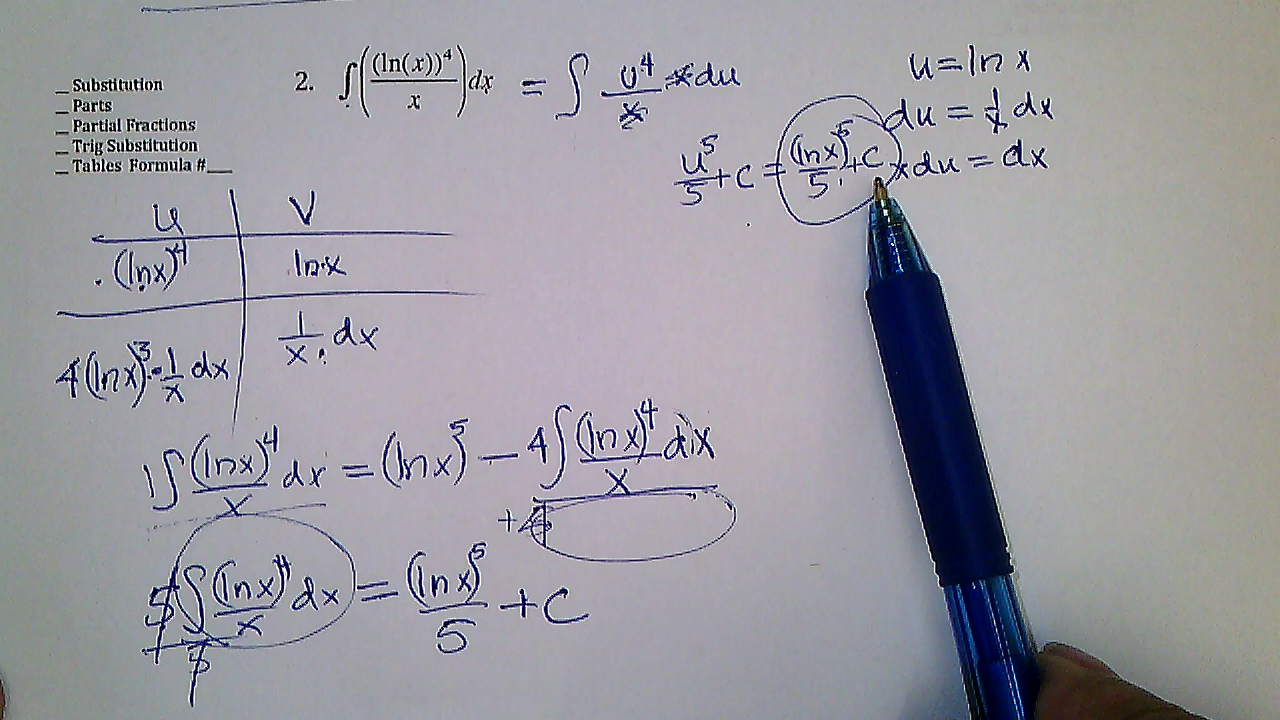 _ Substitution
_ Parts
_ Partial Fractions
_ Trig Substitution
_ Tables Formula #___
2. ∫( (ln(x))⁴ / x ) dx = ∫ u⁴/x x du
u = ln x
du = 1/x dx
x du = dx
u⁵/5 + C = (ln x)⁵/5 + C
u | v
(ln x)⁴ | ln x
4(ln x)³ · 1/x dx | 1/x dx
1∫ (ln x)⁴/x dx = (ln x)⁵ − 4∫ (ln x)⁴/x dx
+4
5∫ (ln x)⁴/x dx = (ln x)⁵/5 + C
5